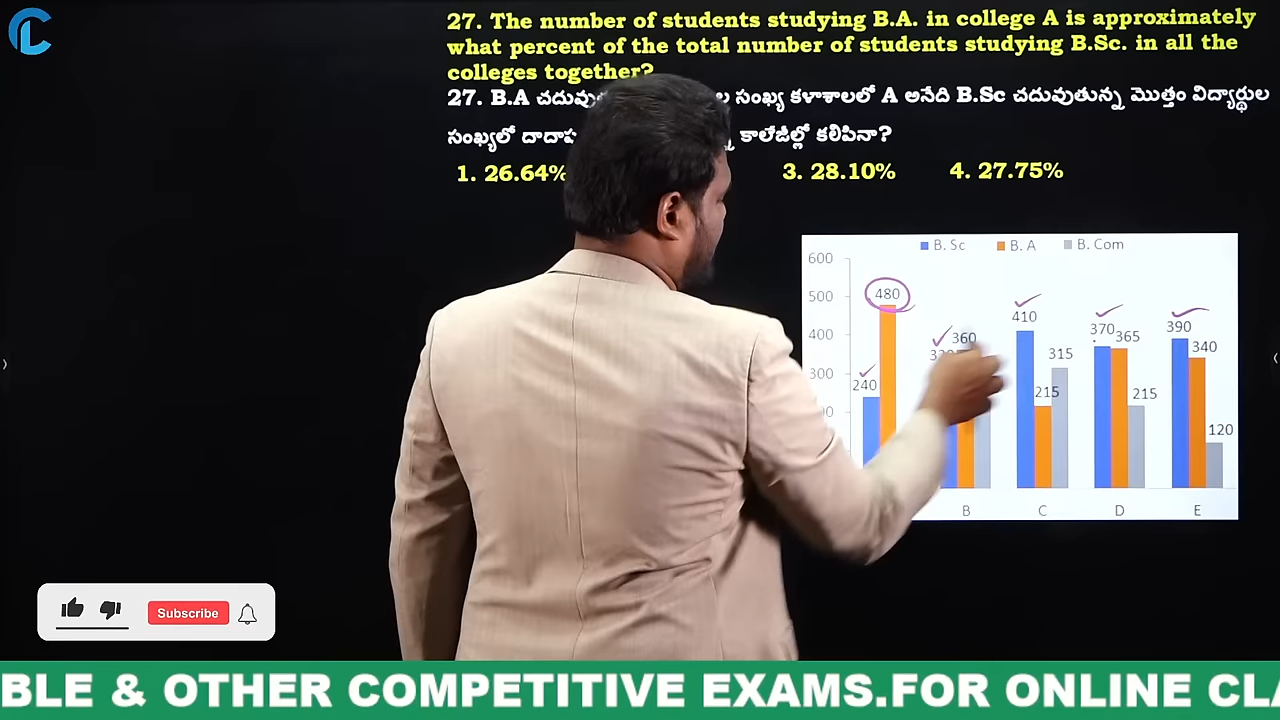 27. The number of students studying B.A. in college A is approximately
what percent of the total number of students studying B.Sc. in all the
colleges together?
27. B.A సంఖ్య కళాశాలలో A అనేది B.Sc చదువుతున్న మొత్తం విద్యార్థుల
సంఖ్యలో కాలేజీల్లో కలిపినా?
1. 26.64% 3. 28.10% 4. 27.75%
B. Sc B. A B. Com
600
500
400
300
480
240
360
410
215
315
370
365
215
390
340
120
B C D E
Subscribe
BLE & OTHER COMPETITIVE EXAMS.FOR ONLINE CLA